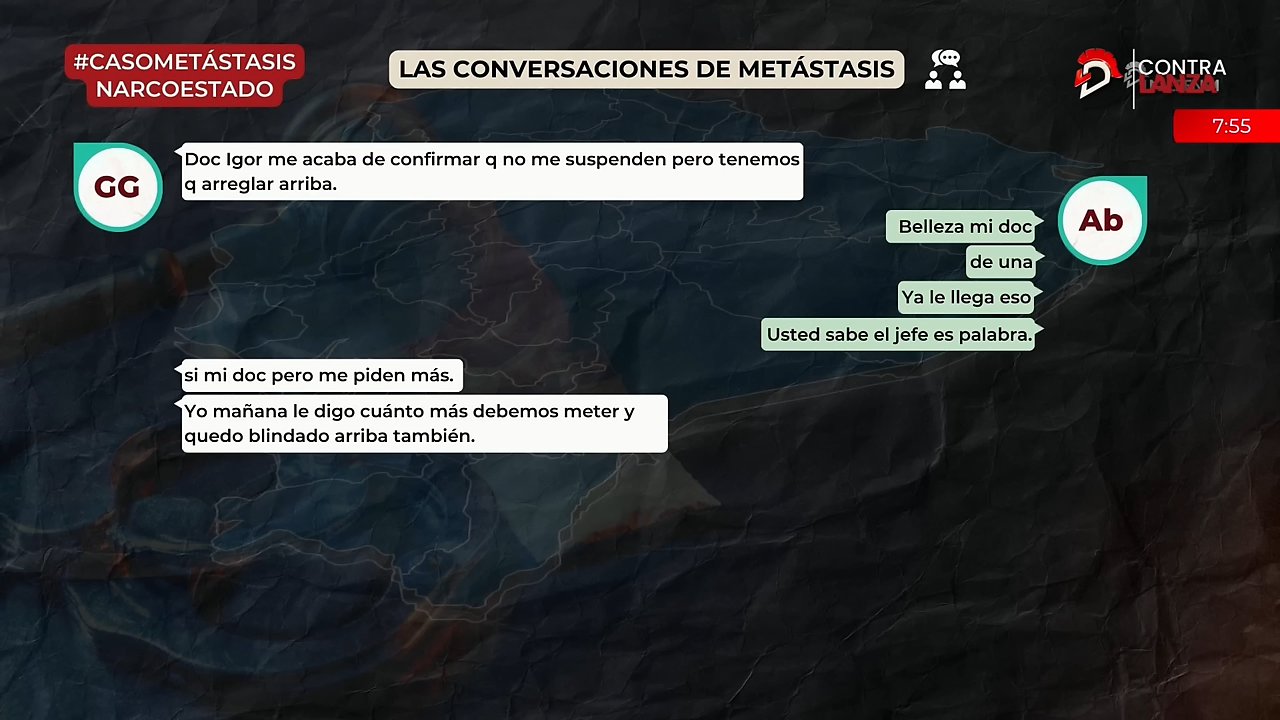 #CASOMETÁSTASIS
NARCOESTADO
LAS CONVERSACIONES DE METÁSTASIS
CONTRA
LANZA
7:55
GG
Doc Igor me acaba de confirmar q no me suspenden pero tenemos
q arreglar arriba.
Ab
Belleza mi doc
de una
Ya le llega eso
Usted sabe el jefe es palabra.
si mi doc pero me piden más.
Yo mañana le digo cuánto más debemos meter y
quedo blindado arriba también.